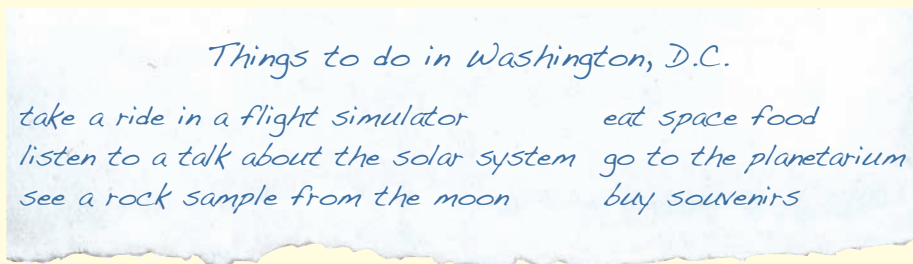 Things to do in Washington, D.C.
take a ride in a flight simulator
listen to a talk about the solar system
see a rock sample from the moon
eat space food
go to the planetarium
buy souvenirs